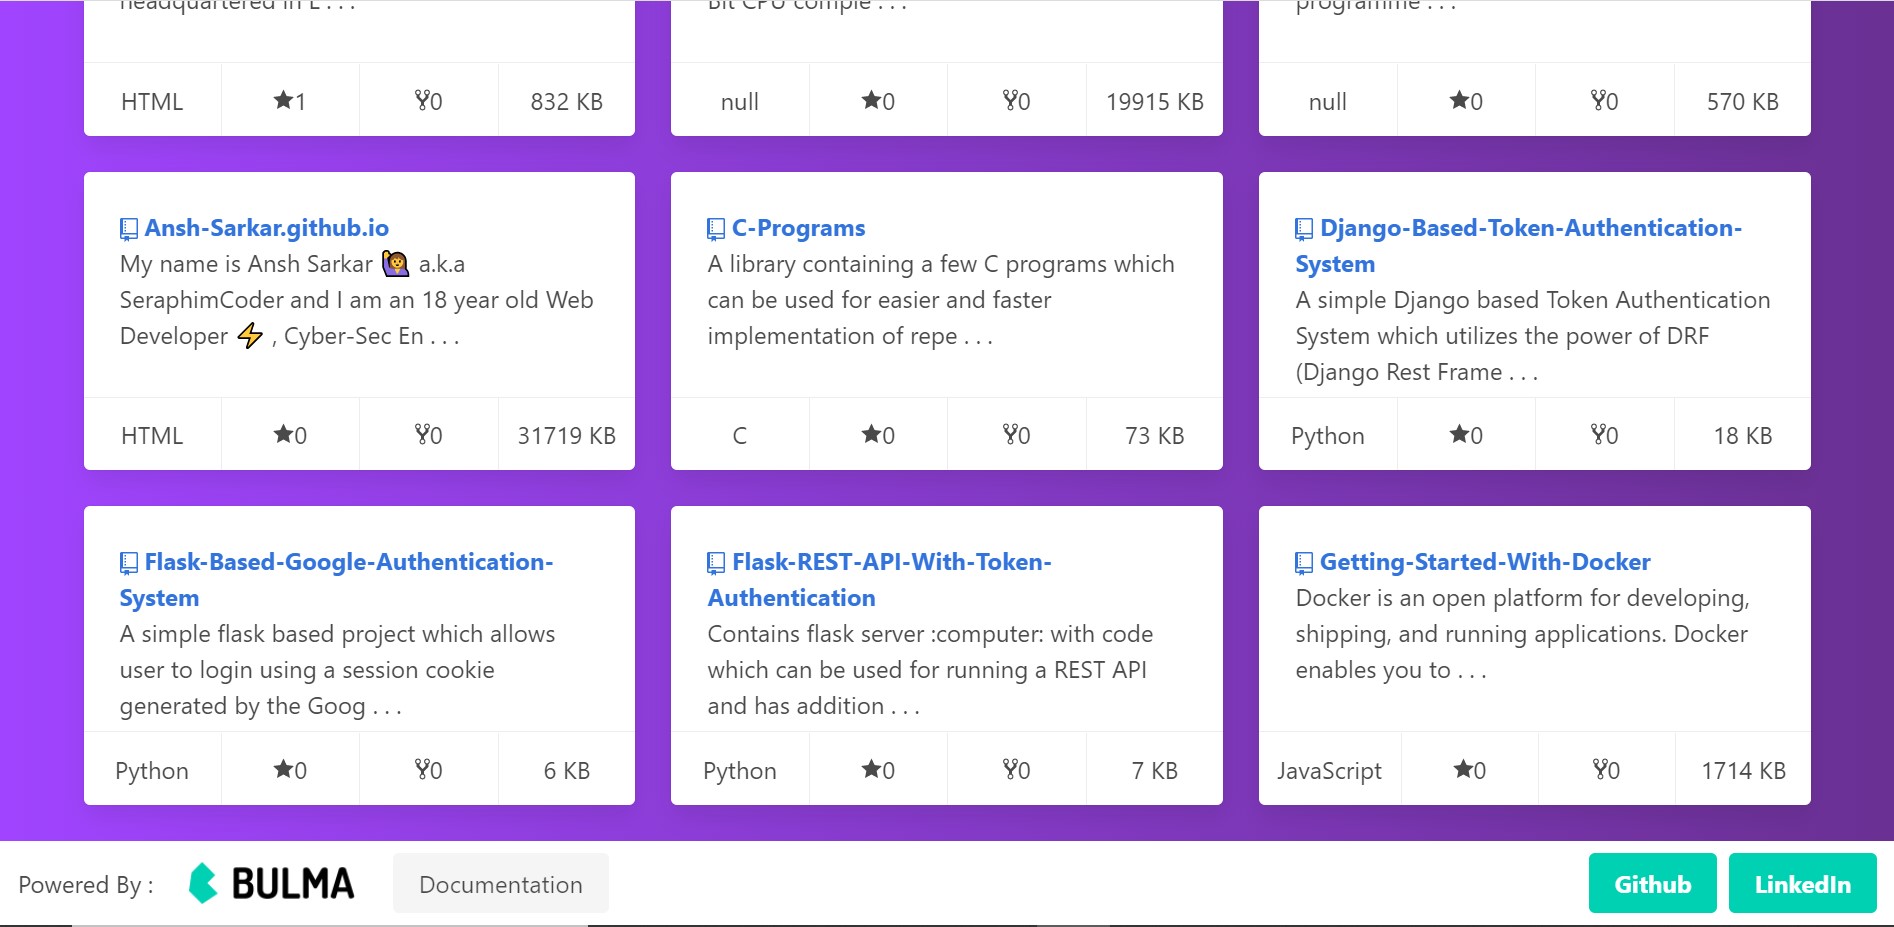 headquartered in E . . .
Bit CPU compile . . .
programme . . .
HTML 1 0 832 KB
null 0 0 19915 KB
null 0 0 570 KB
Ansh-Sarkar.github.io
My name is Ansh Sarkar 🙋 a.k.a
SeraphimCoder and I am an 18 year old Web
Developer ⚡ , Cyber-Sec En . . .
HTML 0 0 31719 KB
C-Programs
A library containing a few C programs which
can be used for easier and faster
implementation of repe . . .
C 0 0 73 KB
Django-Based-Token-Authentication-
System
A simple Django based Token Authentication
System which utilizes the power of DRF
(Django Rest Frame . . .
Python 0 0 18 KB
Flask-Based-Google-Authentication-
System
A simple flask based project which allows
user to login using a session cookie
generated by the Goog . . .
Python 0 0 6 KB
Flask-REST-API-With-Token-
Authentication
Contains flask server :computer: with code
which can be used for running a REST API
and has addition . . .
Python 0 0 7 KB
Getting-Started-With-Docker
Docker is an open platform for developing,
shipping, and running applications. Docker
enables you to . . .
JavaScript 0 0 1714 KB
Powered By : BULMA Documentation Github LinkedIn